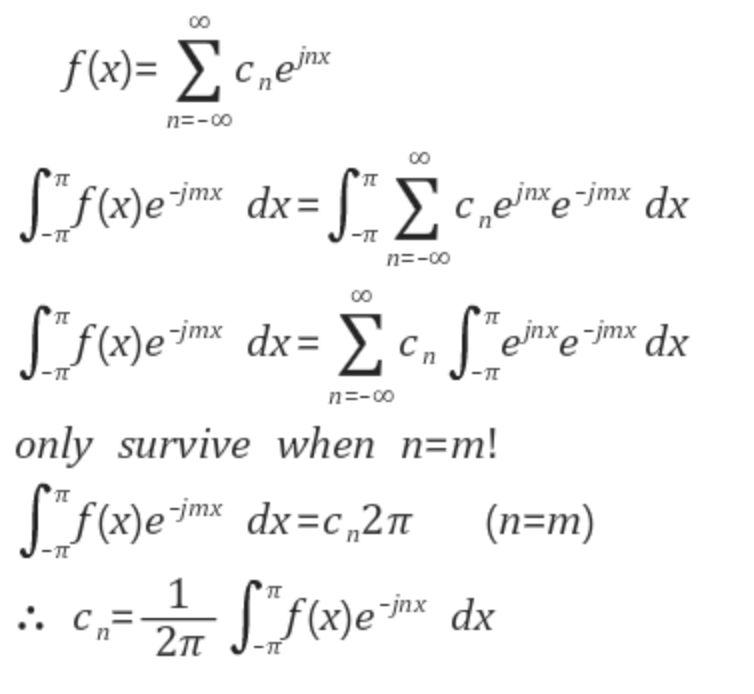 f(x)= ∑_{n=-∞}^{∞} c_n e^{jnx}
∫_{-π}^{π} f(x)e^{-jmx} dx= ∫_{-π}^{π} ∑_{n=-∞}^{∞} c_n e^{jnx}e^{-jmx} dx
∫_{-π}^{π} f(x)e^{-jmx} dx= ∑_{n=-∞}^{∞} c_n ∫_{-π}^{π} e^{jnx}e^{-jmx} dx
only survive when n=m!
∫_{-π}^{π} f(x)e^{-jmx} dx=c_n 2π (n=m)
∴ c_n= \frac{1}{2π} ∫_{-π}^{π} f(x)e^{-jnx} dx